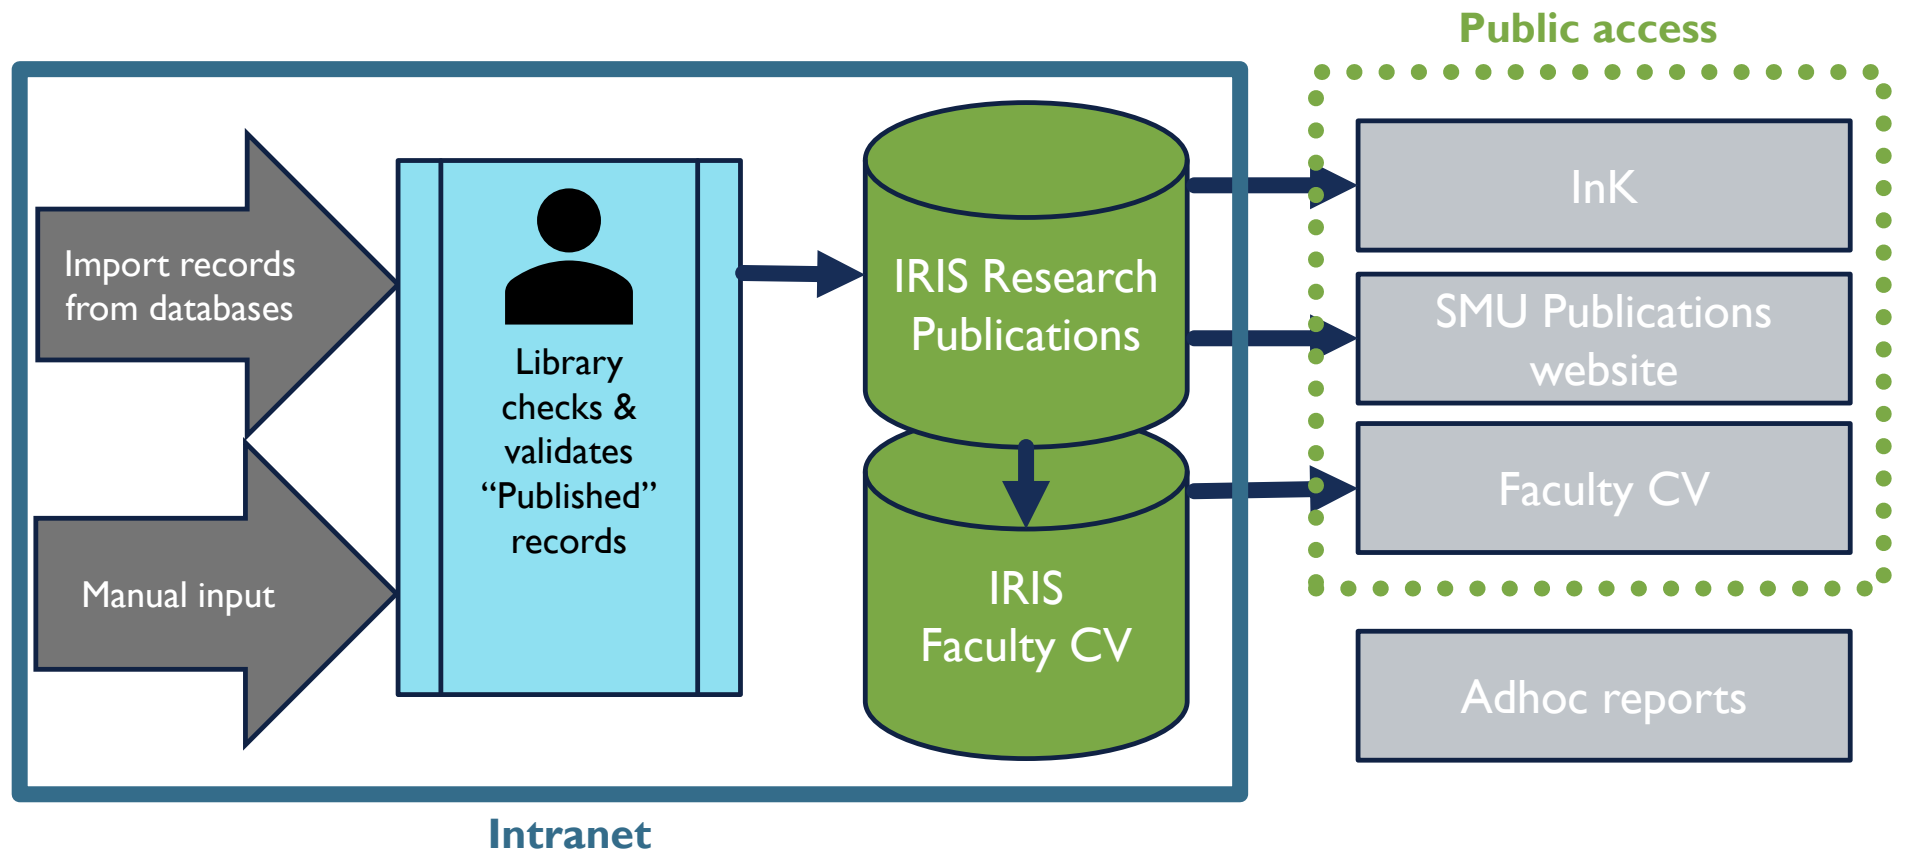 Public access
Import records
from databases
Manual input
Library
checks &
validates
“Published”
records
IRIS Research
Publications
IRIS
Faculty CV
InK
SMU Publications
website
Faculty CV
Adhoc reports
Intranet